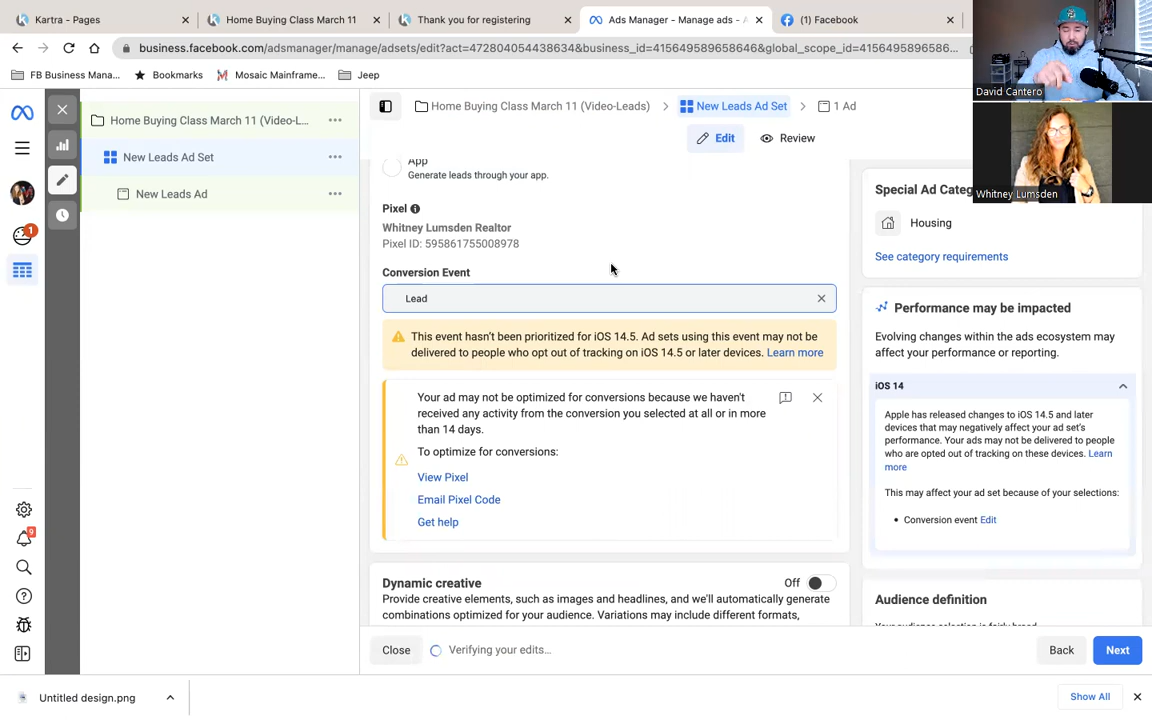 Kartra - Pages
Home Buying Class March 11
Thank you for registering
Ads Manager - Manage ads - A
(1) Facebook
business.facebook.com/adsmanager/manage/adsets/edit?act=472804054438634&business_id=415649589658646&global_scope_id=4156495896586...
FB Business Mana...
Bookmarks
Mosaic Mainframe...
Jeep
David Cantero
Whitney Lumsden
Home Buying Class March 11 (Video-L...
New Leads Ad Set
New Leads Ad
1
9
Home Buying Class March 11 (Video-Leads)
New Leads Ad Set
1 Ad
Edit
Review
App
Generate leads through your app.
Pixel
Whitney Lumsden Realtor
Pixel ID: 595861755008978
Conversion Event
Lead
This event hasn't been prioritized for iOS 14.5. Ad sets using this event may not be
delivered to people who opt out of tracking on iOS 14.5 or later devices. Learn more
Your ad may not be optimized for conversions because we haven't
received any activity from the conversion you selected at all or in more
than 14 days.
To optimize for conversions:
View Pixel
Email Pixel Code
Get help
Dynamic creative
Off
Provide creative elements, such as images and headlines, and we'll automatically generate
combinations optimized for your audience. Variations may include different formats,
Special Ad Categ
Housing
See category requirements
Performance may be impacted
Evolving changes within the ads ecosystem may
affect your performance or reporting.
iOS 14
Apple has released changes to iOS 14.5 and later
devices that may negatively affect your ad set's
performance. Your ads may not be delivered to people
who are opted out of tracking on these devices. Learn
more
This may affect your ad set because of your selections:
• Conversion event Edit
Audience definition
Your audience selection is fairly broad.
Close
Verifying your edits...
Back
Next
Untitled design.png
Show All